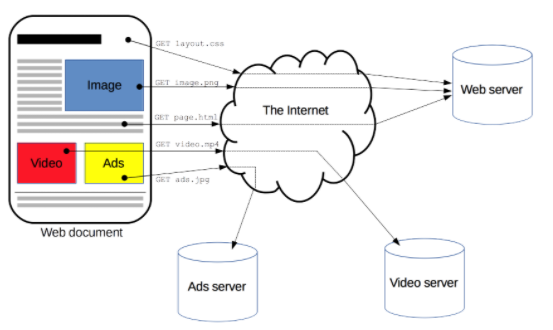 GET layout.css
Image
GET image.png
The Internet
Web server
GET page.html
GET video.mp4
Video
Ads
GET ads.jpg
Web document
Ads server
Video server